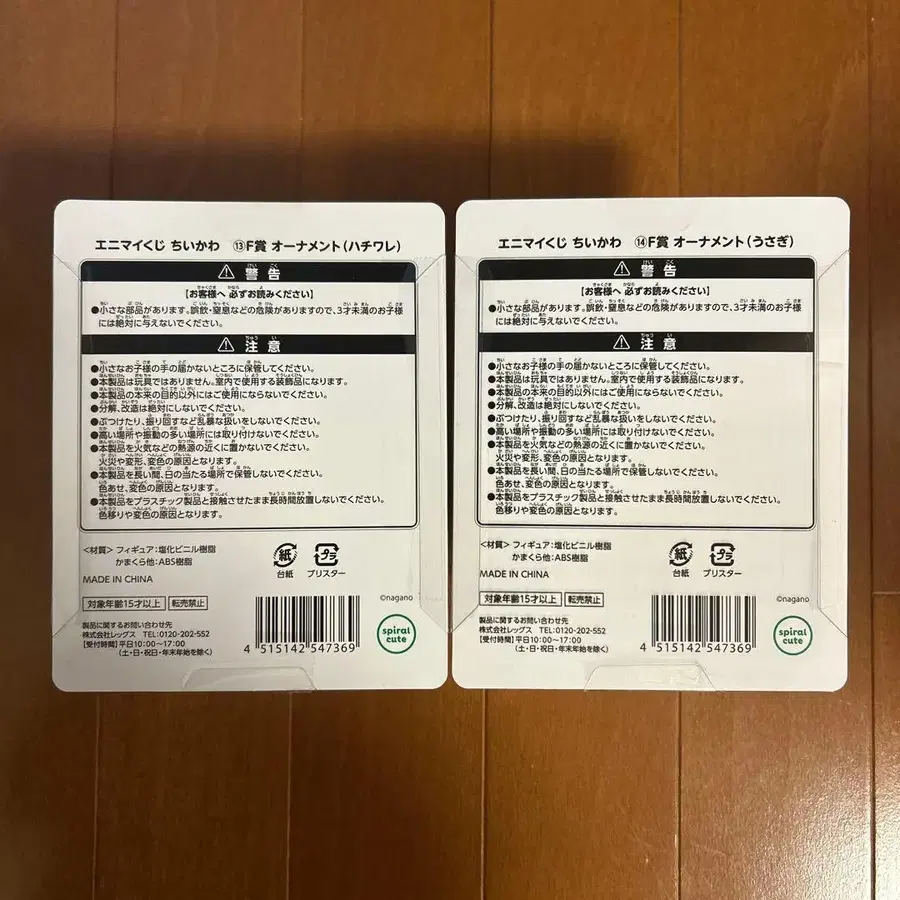 エニマイくじ ちいかわ ⑬F賞 オーナメント(ハチワレ)
⚠ 警告
【お客様へ 必ずお読みください】
●小さな部品があります。誤飲・窒息などの危険がありますので、3才未満のお子様
には絶対に与えないでください。
⚠ 注意
●小さなお子様の手の届かないところに保管してください。
●本製品は玩具ではありません。室内で使用する装飾品になります。
●本製品の本来の目的以外にはご使用にならないでください。
●分解、改造は絶対にしないでください。
●ぶつけたり、振り回すなど乱暴な扱いをしないでください。
●高い場所や振動の多い場所には取り付けないでください。
●本製品を火気などの熱源の近くに置かないでください。
火災や変形、変色の原因となります。
●本製品を長い間、日の当たる場所で保管しないでください。
色あせ、変色の原因となります。
●本製品をプラスチック製品と接触させたまま長時間放置しないでください。
色移りや変色の原因となります。
<材質> フィギュア:塩化ビニル樹脂
かまくら他:ABS樹脂
MADE IN CHINA
紙
台紙
プラ
ブリスター
対象年齢15才以上
転売禁止
©nagano
製品に関するお問い合わせ先
株式会社レッグス TEL:0120-202-552
【受付時間】平日10:00〜17:00
(土・日・祝日・年末年始を除く)
4 515142 547369
spiral
cute
エニマイくじ ちいかわ ⑭F賞 オーナメント(うさぎ)
⚠ 警告
【お客様へ 必ずお読みください】
●小さな部品があります。誤飲・窒息などの危険がありますので、3才未満のお子様
には絶対に与えないでください。
⚠ 注意
●小さなお子様の手の届かないところに保管してください。
●本製品は玩具ではありません。室内で使用する装飾品になります。
●本製品の本来の目的以外にはご使用にならないでください。
●分解、改造は絶対にしないでください。
●ぶつけたり、振り回すなど乱暴な扱いをしないでください。
●高い場所や振動の多い場所には取り付けないでください。
●本製品を火気などの熱源の近くに置かないでください。
火災や変形、変色の原因となります。
●本製品を長い間、日の当たる場所で保管しないでください。
色あせ、変色の原因となります。
●本製品をプラスチック製品と接触させたまま長時間放置しないでください。
色移りや変色の原因となります。
<材質> フィギュア:塩化ビニル樹脂
かまくら他:ABS樹脂
MADE IN CHINA
紙
台紙
プラ
ブリスター
対象年齢15才以上
転売禁止
©nagano
製品に関するお問い合わせ先
株式会社レッグス TEL:0120-202-552
【受付時間】平日10:00〜17:00
(土・日・祝日・年末年始を除く)
4 515142 547369
spiral
cute